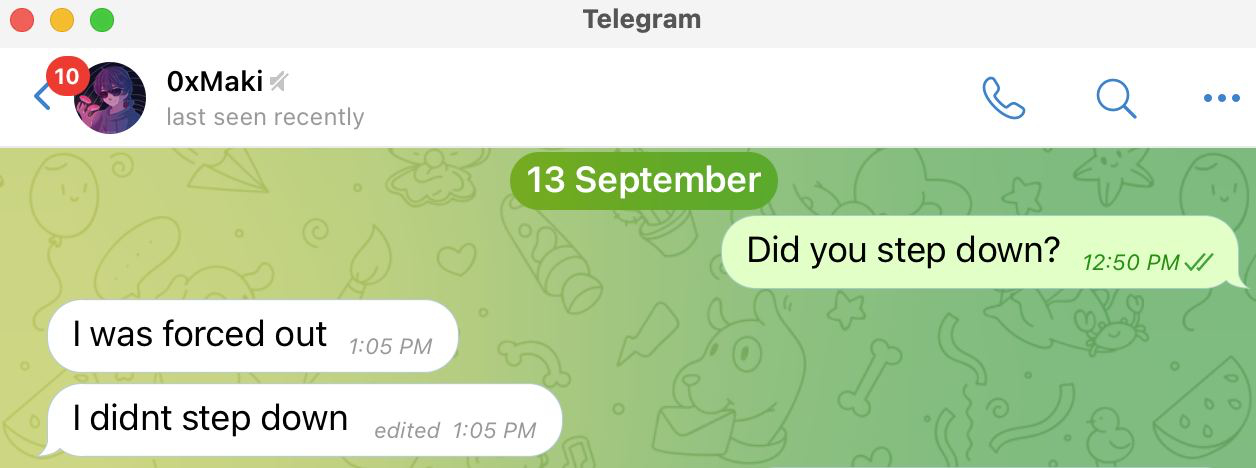 Telegram
10
0xMaki
last seen recently
13 September
Did you step down? 12:50 PM
I was forced out 1:05 PM
I didnt step down edited 1:05 PM